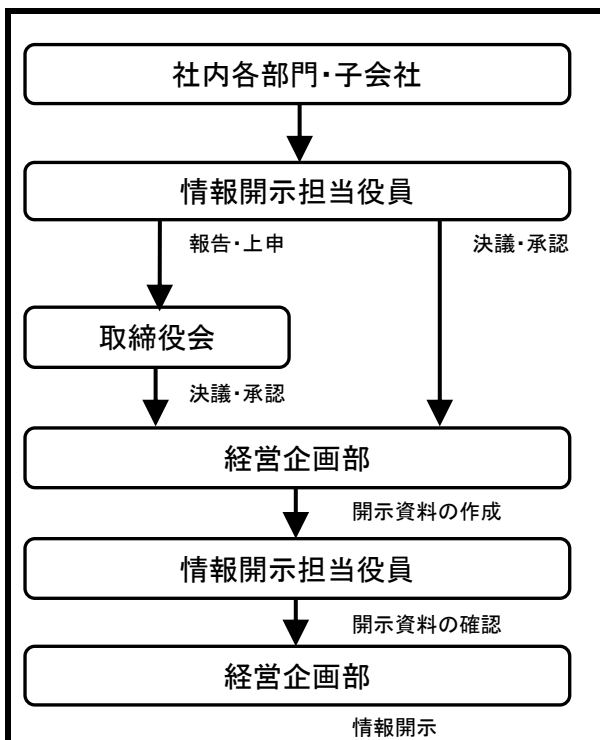 社内各部門・子会社
情報開示担当役員
報告・上申
決議・承認
取締役会
決議・承認
経営企画部
開示資料の作成
情報開示担当役員
開示資料の確認
経営企画部
情報開示